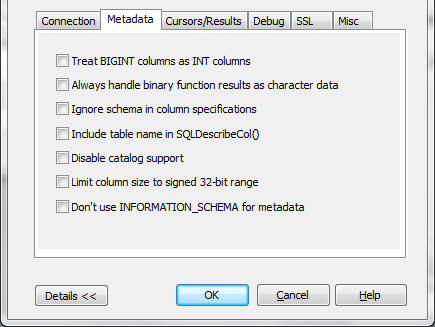 Connection Metadata Cursors/Results Debug SSL Misc
Treat BIGINT columns as INT columns
Always handle binary function results as character data
Ignore schema in column specifications
Include table name in SQLDescribeCol()
Disable catalog support
Limit column size to signed 32-bit range
Don't use INFORMATION_SCHEMA for metadata
Details << OK Cancel Help